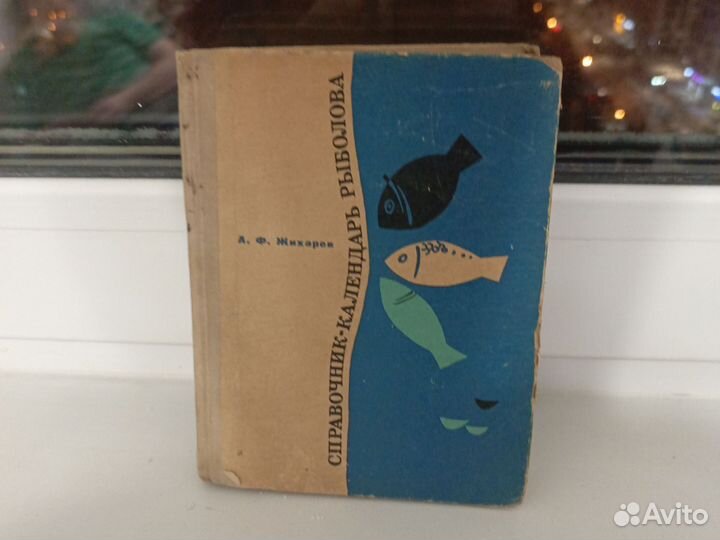 А. Ф. Жихарев
СПРАВОЧНИК-КАЛЕНДАРЬ РЫБОЛОВА
Avito